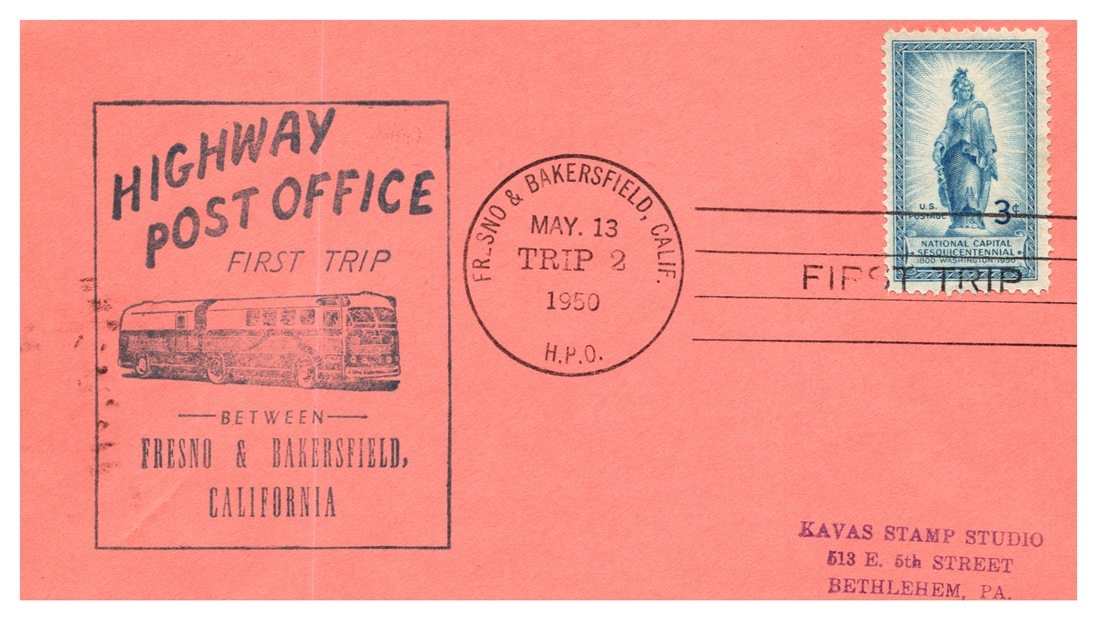 HIGHWAY
POST OFFICE
FIRST TRIP
BETWEEN
FRESNO & BAKERSFIELD,
CALIFORNIA
FRESNO & BAKERSFIELD, CALIF.
MAY. 13
TRIP 2
1950
H.P.O.
U.S.
POSTAGE
3¢
NATIONAL CAPITAL
SESQUICENTENNIAL
1800·WASHINGTON·1950
FIRST TRIP
KAVAS STAMP STUDIO
513 E. 5th STREET
BETHLEHEM, PA.